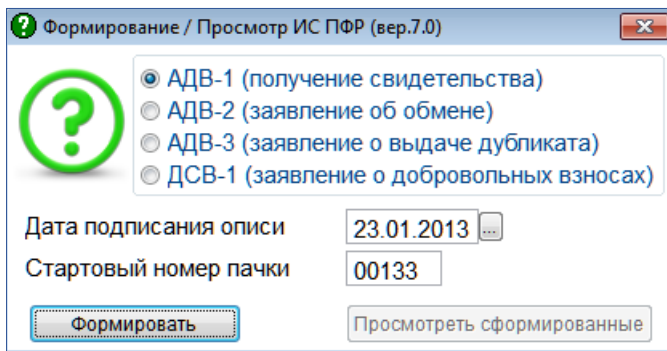 Формирование / Просмотр ИС ПФР (вер.7.0)
АДВ-1 (получение свидетельства)
АДВ-2 (заявление об обмене)
АДВ-3 (заявление о выдаче дубликата)
ДСВ-1 (заявление о добровольных взносах)
Дата подписания описи 23.01.2013 ...
Стартовый номер пачки 00133
Формировать Просмотреть сформированные